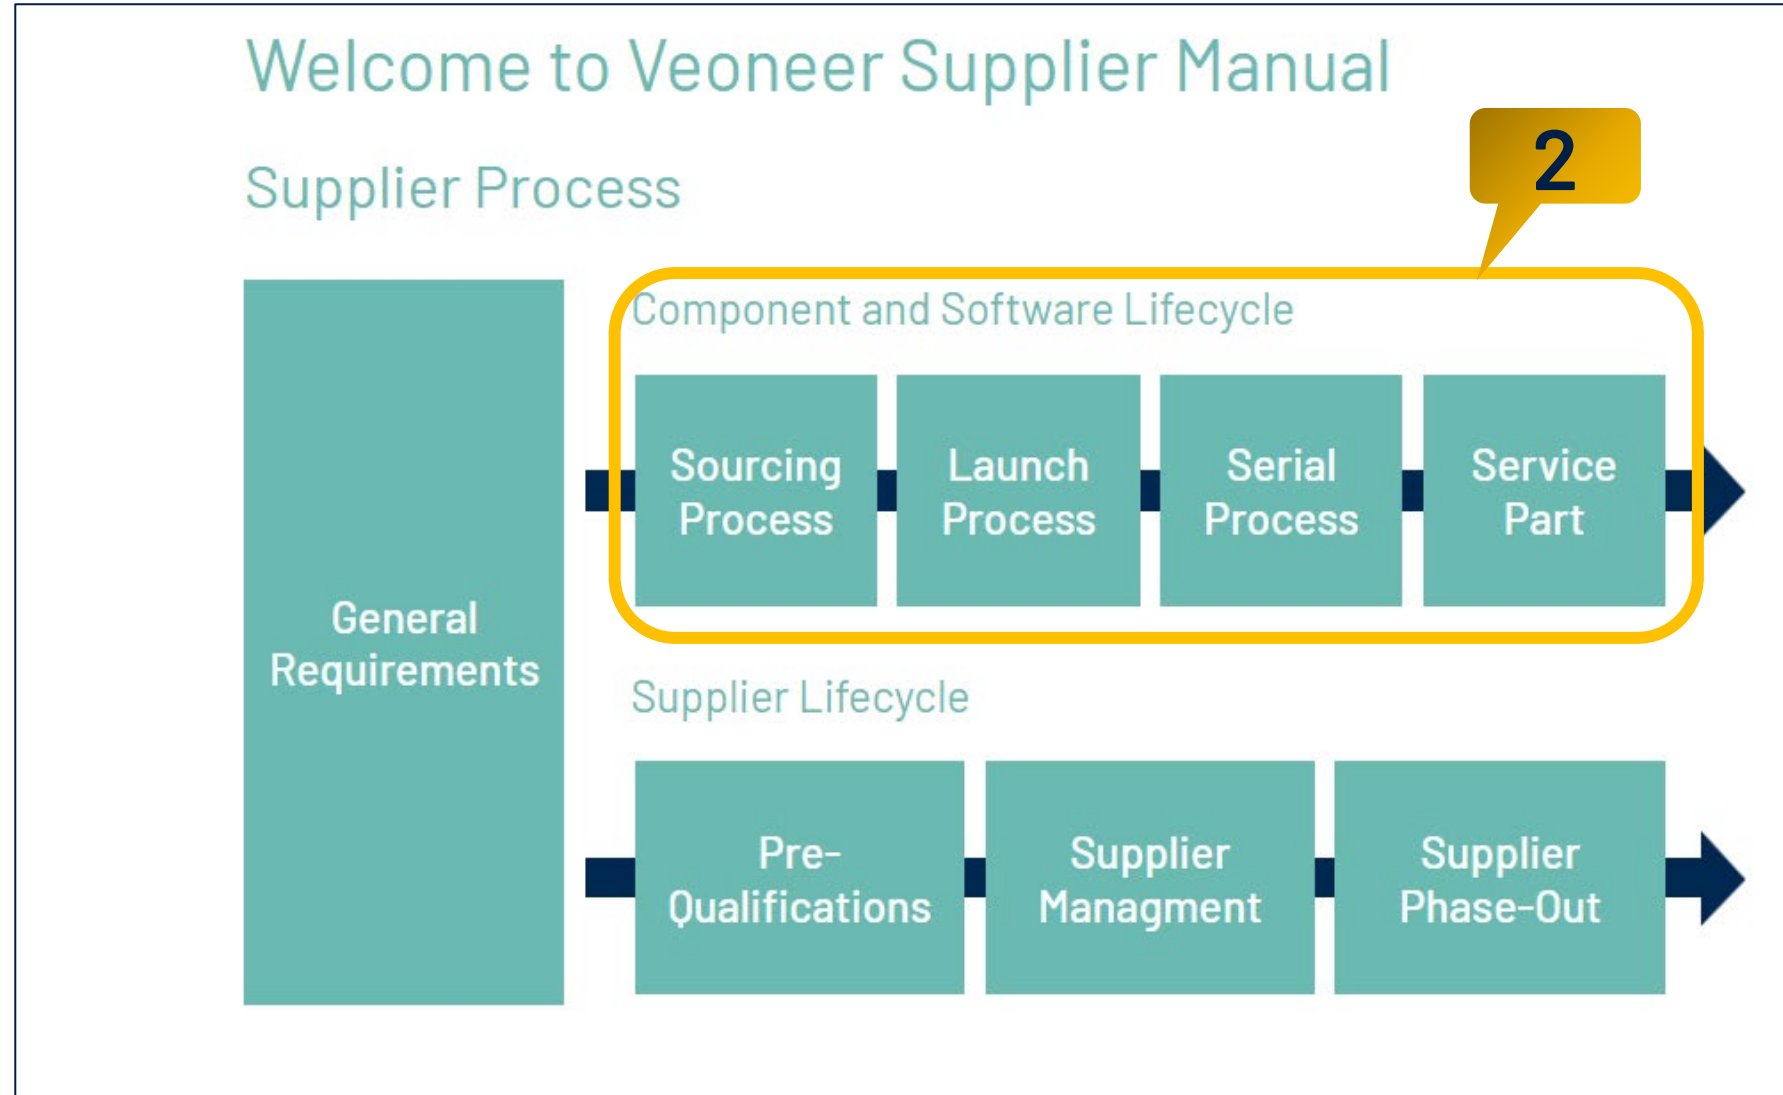 Welcome to Veoneer Supplier Manual
2
Supplier Process
General
Requirements
Component and Software Lifecycle
Sourcing
Process
Launch
Process
Serial
Process
Service
Part
Supplier Lifecycle
Pre-
Qualifications
Supplier
Managment
Supplier
Phase-Out